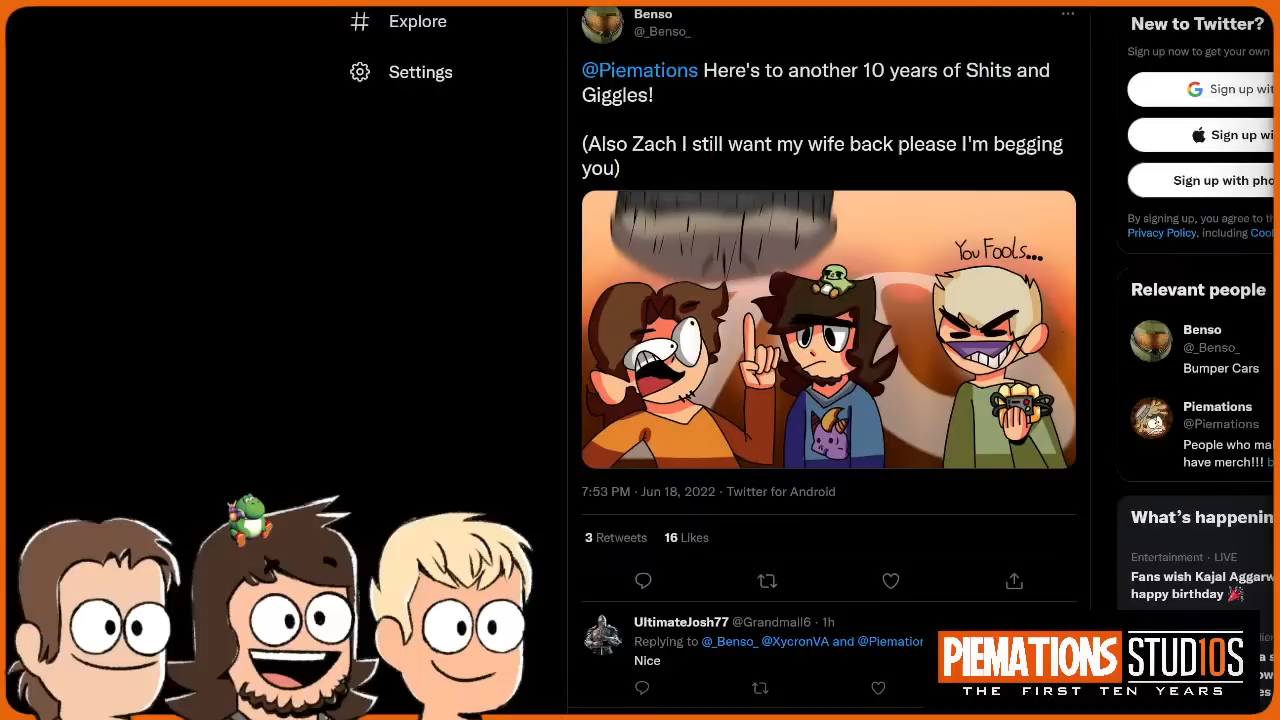 Explore
Settings
Benso
@_Benso_
@Piemations Here's to another 10 years of Shits and
Giggles!
(Also Zach I still want my wife back please I'm begging
you)
You Fools...
7:53 PM · Jun 18, 2022 · Twitter for Android
3 Retweets 16 Likes
UltimateJosh77 @Grandmall6 · 1h
Replying to @_Benso_ @XycronVA and @Piemation
Nice
New to Twitter?
Sign up now to get your own
Sign up wit
Sign up wi
Sign up with pho
By signing up, you agree to th
Privacy Policy, including Cook
Relevant people
Benso
@_Benso_
Bumper Cars
Piemations
@Piemations
People who mak
have merch!!!
What's happenin
Entertainment · LIVE
Fans wish Kajal Aggarw
happy birthday
PIEMATIONS STUD10S
THE FIRST TEN YEARS